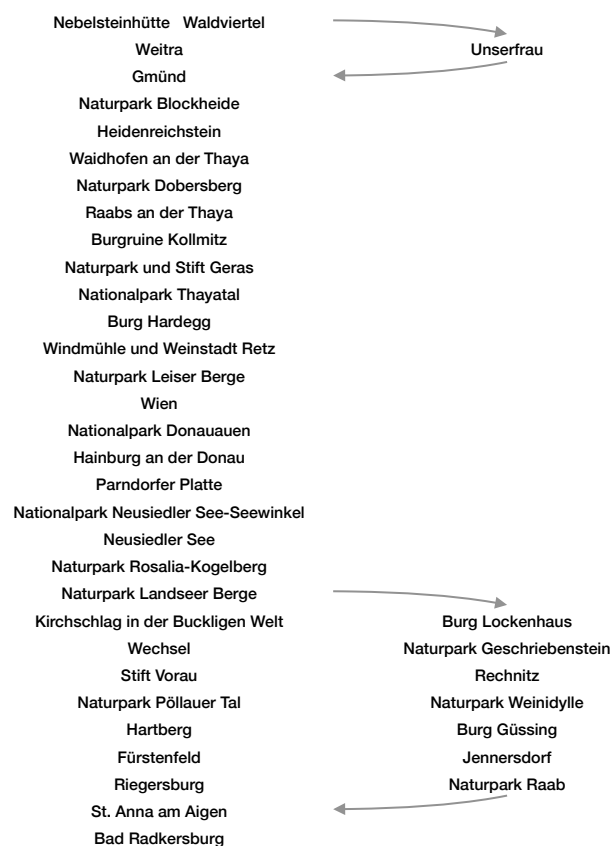 Nebelsteinhütte Waldviertel
Weitra
Unserfrau
Gmünd
Naturpark Blockheide
Heidenreichstein
Waidhofen an der Thaya
Naturpark Dobersberg
Raabs an der Thaya
Burgruine Kollmitz
Naturpark und Stift Geras
Nationalpark Thayatal
Burg Hardegg
Windmühle und Weinstadt Retz
Naturpark Leiser Berge
Wien
Nationalpark Donauauen
Hainburg an der Donau
Parndorfer Platte
Nationalpark Neusiedler See-Seewinkel
Neusiedler See
Naturpark Rosalia-Kogelberg
Naturpark Landseer Berge
Kirchschlag in der Buckligen Welt
Wechsel
Stift Vorau
Naturpark Pöllauer Tal
Hartberg
Fürstenfeld
Riegersburg
Burg Lockenhaus
Naturpark Geschriebenstein
Rechnitz
Naturpark Weinidylle
Burg Güssing
Jennersdorf
Naturpark Raab
St. Anna am Aigen
Bad Radkersburg